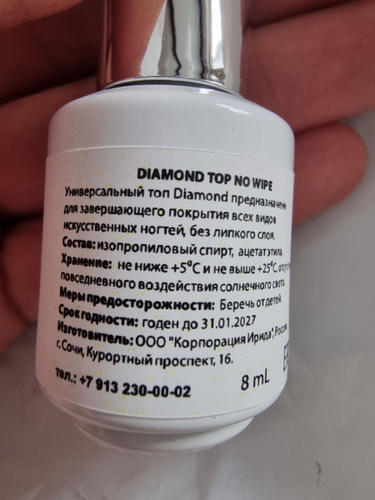 DIAMOND TOP NO WIPE
Универсальный топ Diamond
для завершающего покрытия всех видов
искусственных ногтей, без липкого слоя.
Состав: изопропиловый спирт, ацетат этила.
Хранение: не ниже +5°С и не выше +25°С,
повседневного воздействия солнечного света.
Меры предосторожности: Беречь от детей.
Срок годности: годен до 31.01.2027
Изготовитель: ООО "Корпорация Ирида",
г. Сочи, Курортный проспект, 16.
тел.: +7 913 230-00-02
8 mL